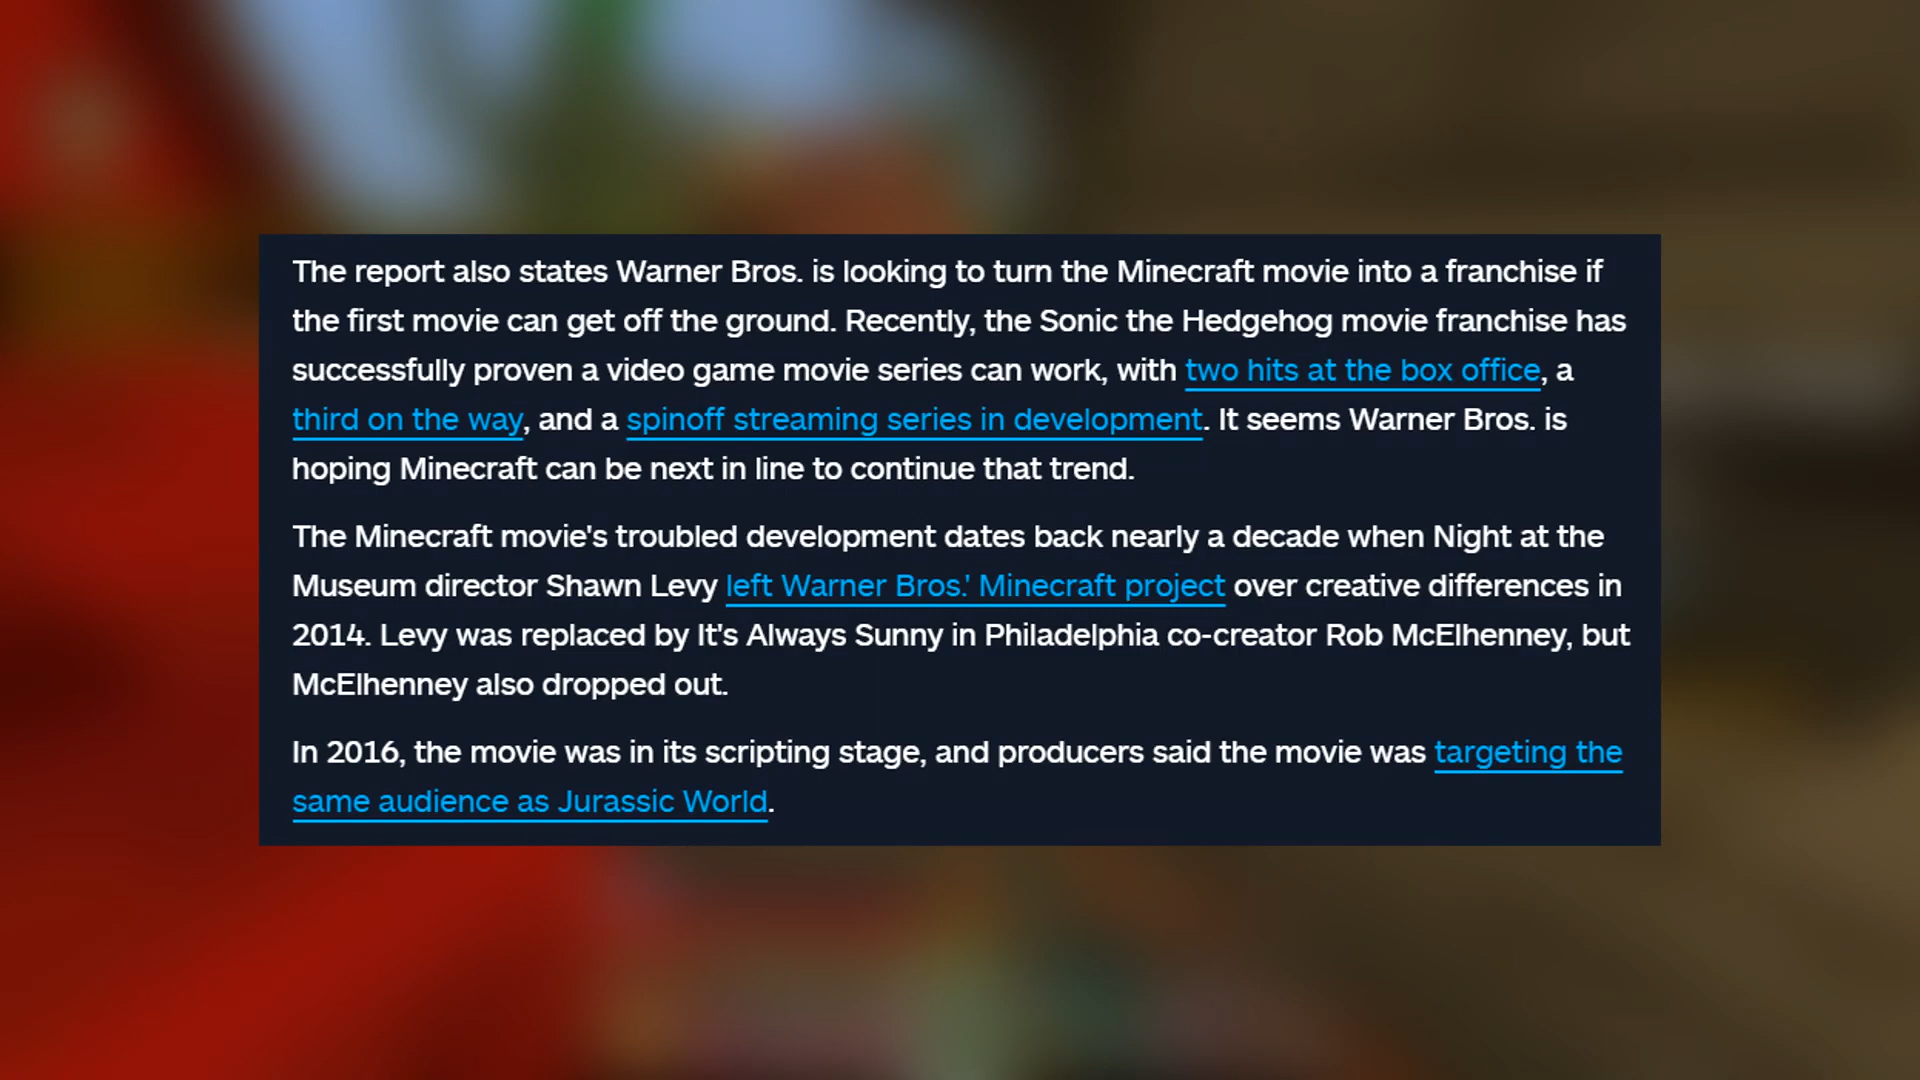 The report also states Warner Bros. is looking to turn the Minecraft movie into a franchise if
the first movie can get off the ground. Recently, the Sonic the Hedgehog movie franchise has
successfully proven a video game movie series can work, with two hits at the box office, a
third on the way, and a spinoff streaming series in development. It seems Warner Bros. is
hoping Minecraft can be next in line to continue that trend.
The Minecraft movie's troubled development dates back nearly a decade when Night at the
Museum director Shawn Levy left Warner Bros.' Minecraft project over creative differences in
2014. Levy was replaced by It's Always Sunny in Philadelphia co-creator Rob McElhenney, but
McElhenney also dropped out.
In 2016, the movie was in its scripting stage, and producers said the movie was targeting the
same audience as Jurassic World.